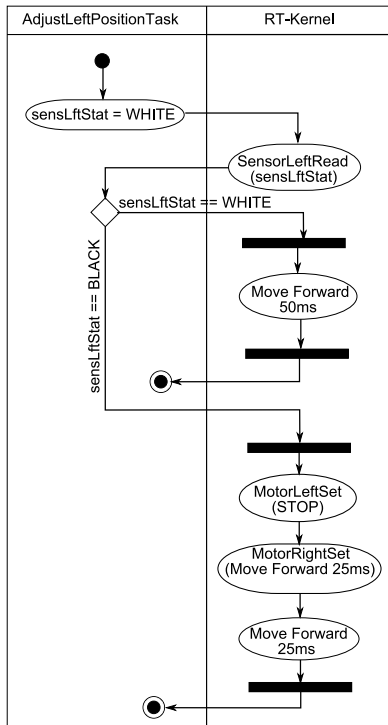 AdjustLeftPositionTask
RT-Kernel
sensLftStat = WHITE
SensorLeftRead
(sensLftStat)
sensLftStat == WHITE
sensLftStat == BLACK
Move Forward
50ms
MotorLeftSet
(STOP)
MotorRightSet
(Move Forward 25ms)
Move Forward
25ms